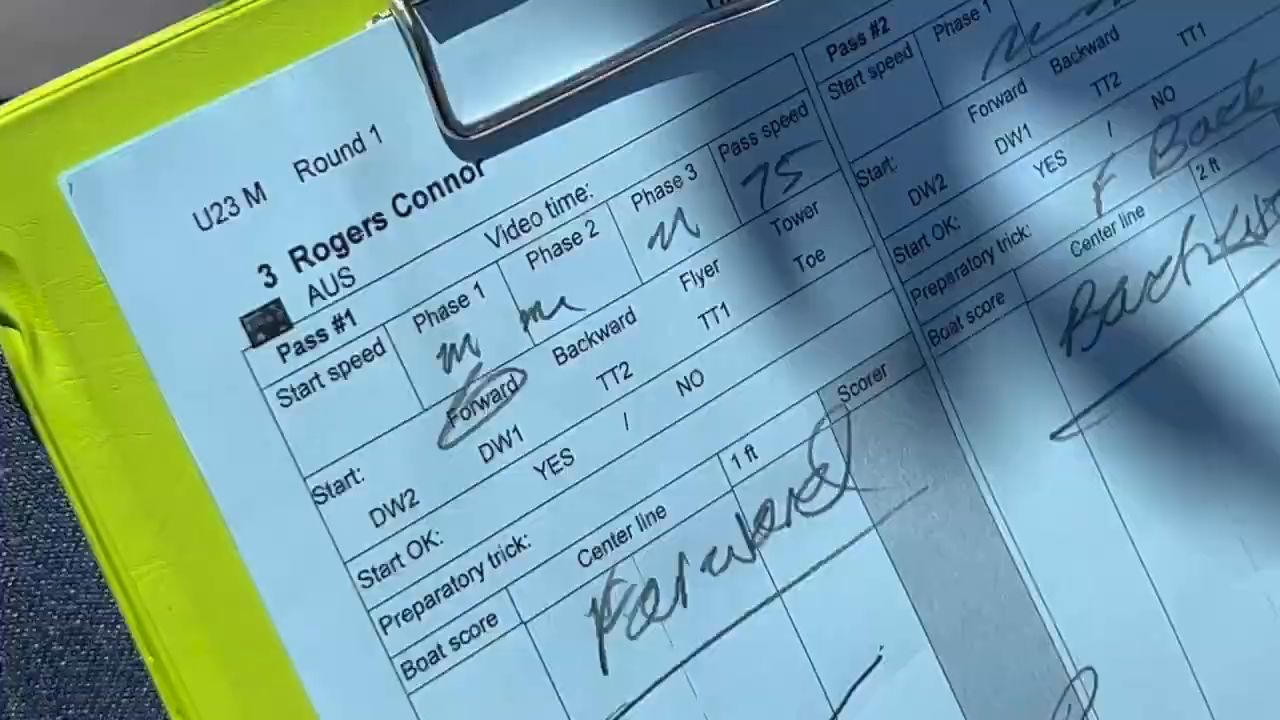 U23 M Round 1
3 Rogers Connor
AUS Video time:
Pass #1
Start speed Phase 1 Phase 2 Phase 3 Pass speed
75
Start: Forward Backward Flyer Tower
DW2 DW1 TT2 TT1 Toe
Start OK: YES / NO
Preparatory trick:
Boat score Center line 1 ft Scorer
Forward
Pass #2
Start speed Phase 1
Start: Forward Backward
DW2 DW1 TT2 TT1
Start OK: YES / NO
Preparatory trick: F Back
Boat score Center line 2 ft